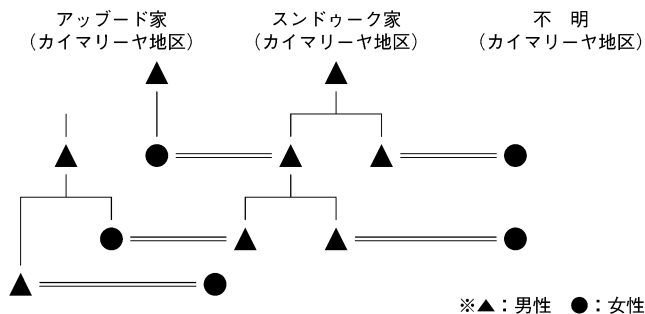 アッブード家
（カイマリーヤ地区）
スンドゥーク家
（カイマリーヤ地区）
不　明
（カイマリーヤ地区）
※▲：男性　●：女性